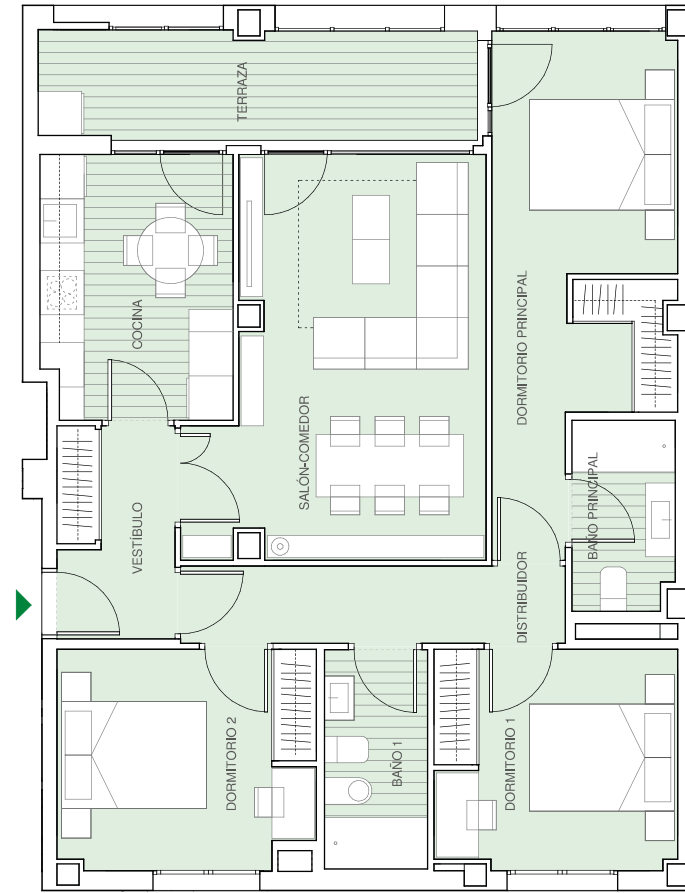 TERRAZA
COCINA
SALÓN-COMEDOR
DORMITORIO PRINCIPAL
VESTÍBULO
BAÑO PRINCIPAL
DISTRIBUIDOR
DORMITORIO 2
BAÑO 1
DORMITORIO 1